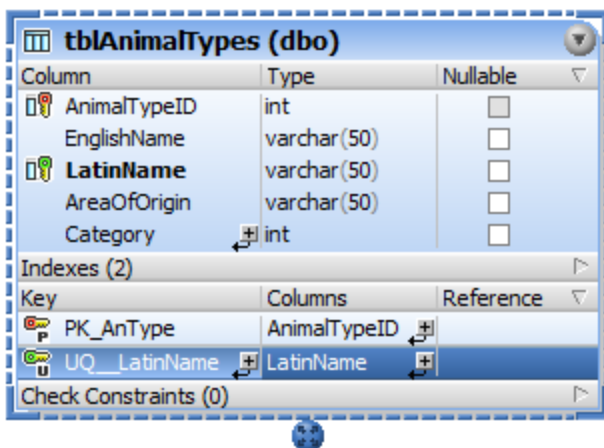 tblAnimalTypes (dbo)
Column Type Nullable
AnimalTypeID int
EnglishName varchar(50)
LatinName varchar(50)
AreaOfOrigin varchar(50)
Category int
Indexes (2)
Key Columns Reference
P PK_AnType AnimalTypeID
U UQ__LatinName LatinName
Check Constraints (0)